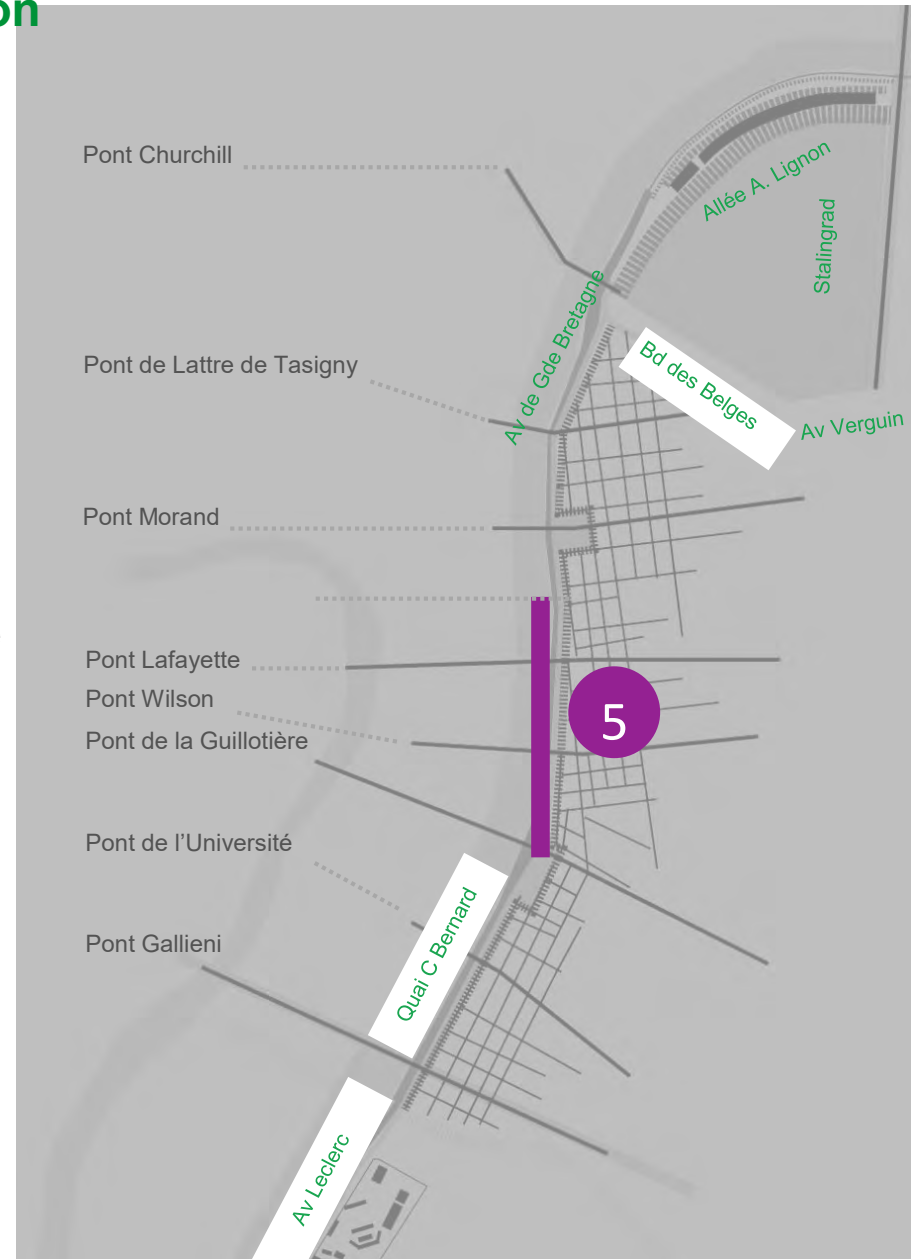 on
Pont Churchill
Allée A. Lignon
Stalingrad
Av de Gde Bretagne
Pont de Lattre de Tasigny
Bd des Belges
Av Verguin
Pont Morand
Pont Lafayette
Pont Wilson
5
Pont de la Guillotière
Pont de l’Université
Quai C Bernard
Pont Gallieni
Av Leclerc